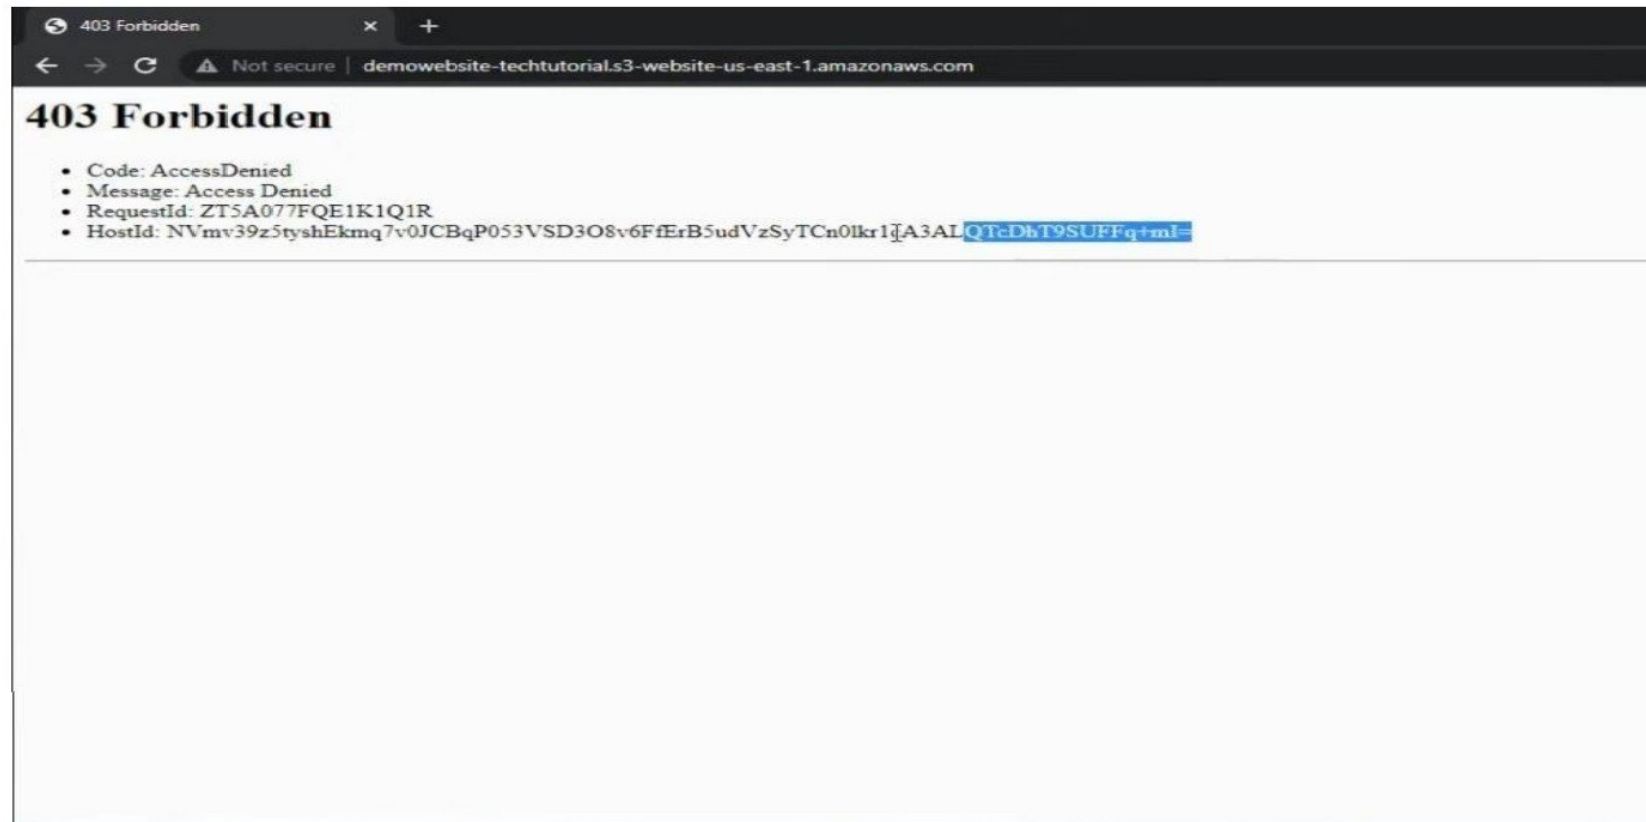 403 Forbidden
Not secure | demowebsite-techtutorial.s3-website-us-east-1.amazonaws.com
403 Forbidden
• Code: AccessDenied
• Message: Access Denied
• RequestId: ZT5A077FQE1K1Q1R
• HostId: